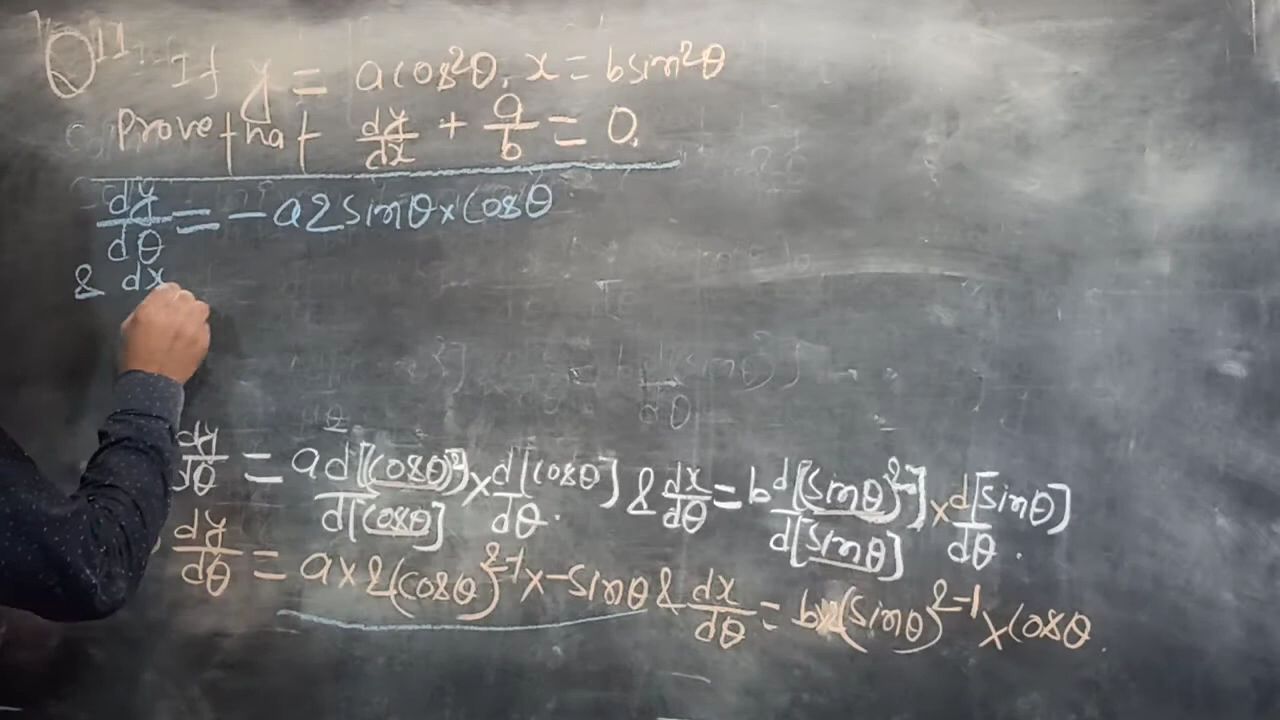 Q 11. If y = acos²θ, x = bsin²θ
Prove that dy/dx + a/b = 0.
dy/dθ = -a2sinθ×cosθ
& dx
dy/dθ = a d[(cosθ)²]/d[cosθ] × d[cosθ]/dθ. & dx/dθ = b d[(sinθ)²]/d[sinθ] × d[sinθ]/dθ.
dy/dθ = a×2(cosθ)²⁻¹×-sinθ & dx/dθ = b×2(sinθ)²⁻¹×cosθ.